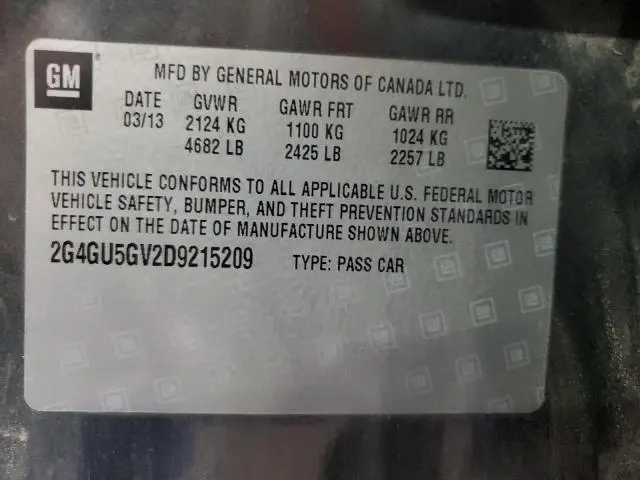 GM
MFD BY GENERAL MOTORS OF CANADA LTD.
DATE GVWR GAWR FRT GAWR RR
03/13 2124 KG 1100 KG 1024 KG
4682 LB 2425 LB 2257 LB
THIS VEHICLE CONFORMS TO ALL APPLICABLE U.S. FEDERAL MOTOR
VEHICLE SAFETY, BUMPER, AND THEFT PREVENTION STANDARDS IN
EFFECT ON THE DATE OF MANUFACTURE SHOWN ABOVE.
2G4GU5GV2D9215209 TYPE: PASS CAR